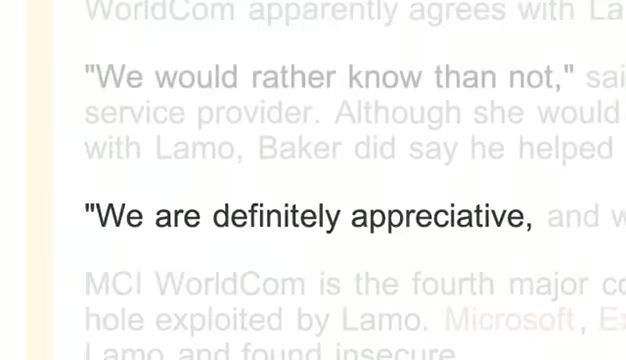 WorldCom apparently agrees with La
"We would rather know than not," sai
service provider. Although she would
with Lamo, Baker did say he helped
"We are definitely appreciative, and w
MCI WorldCom is the fourth major co
hole exploited by Lamo. Microsoft, Ex
Lamo and found insecure